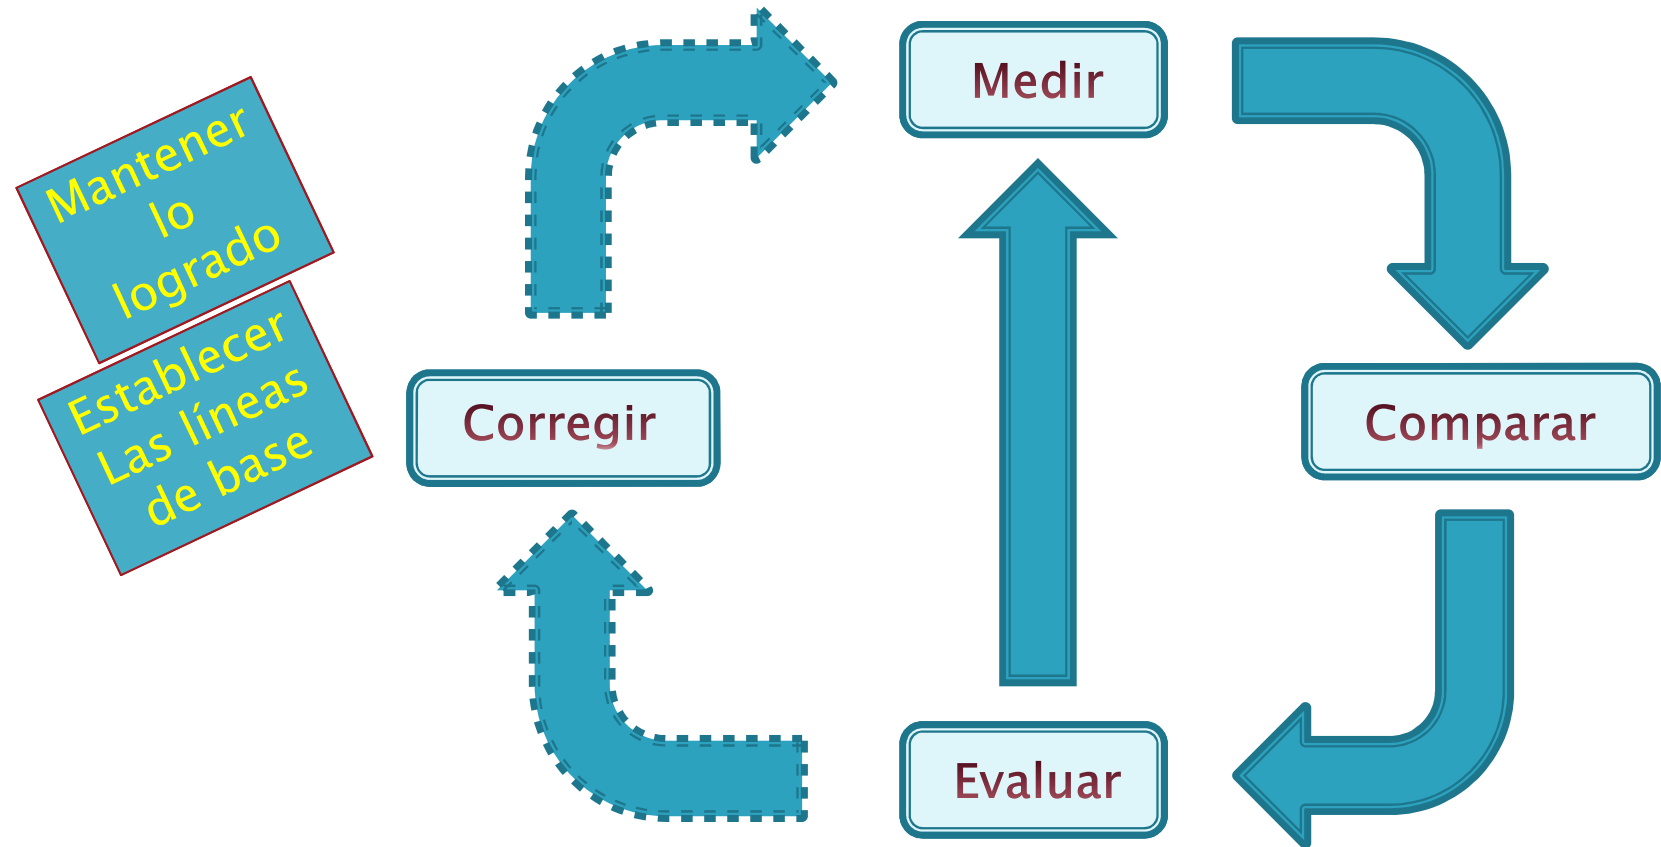 Mantener
lo
logrado
Establecer
Las líneas
de base
Medir
Corregir
Comparar
Evaluar